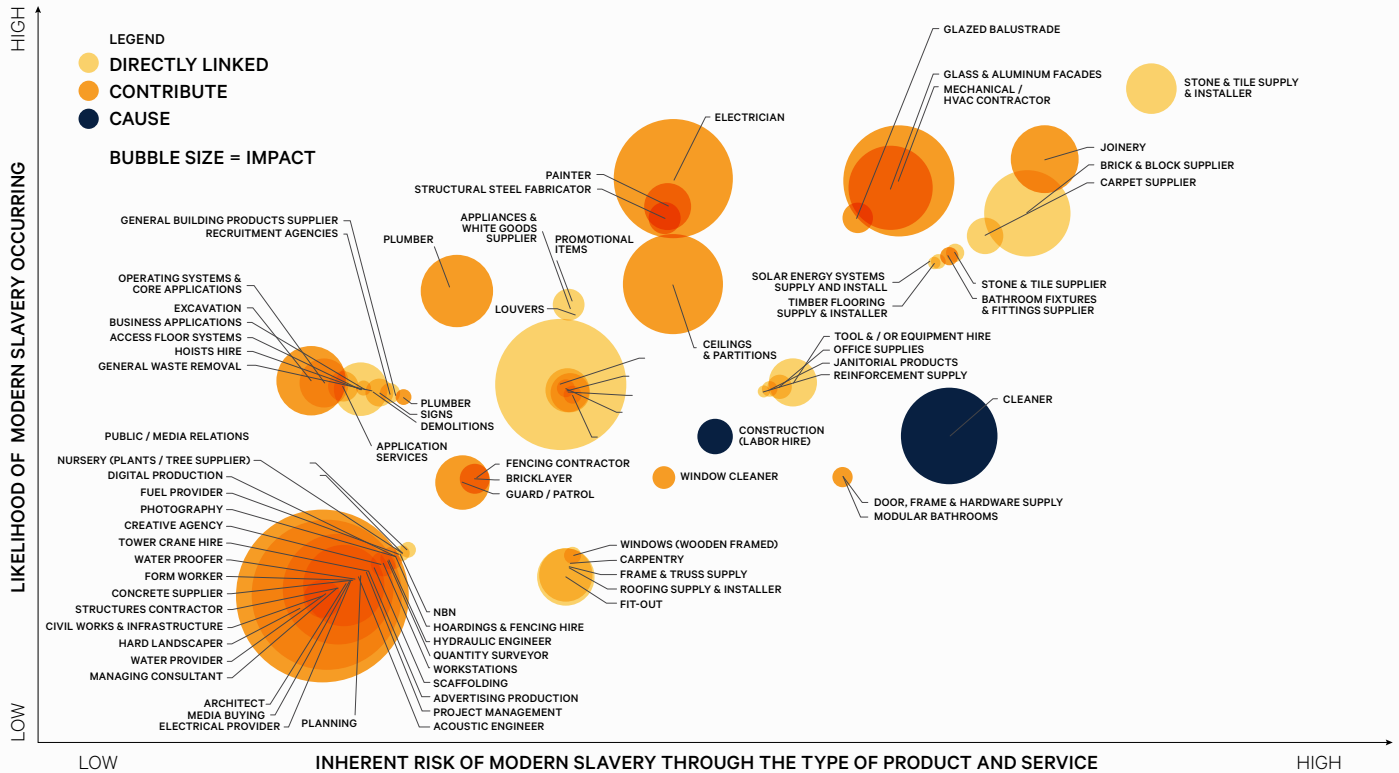 HIGH
LIKELIHOOD OF MODERN SLAVERY OCCURRING
LOW
LEGEND
DIRECTLY LINKED
CONTRIBUTE
CAUSE
BUBBLE SIZE = IMPACT
GLAZED BALUSTRADE
GLASS & ALUMINUM FACADES
MECHANICAL /
HVAC CONTRACTOR
STONE & TILE SUPPLY
& INSTALLER
ELECTRICIAN
PAINTER
STRUCTURAL STEEL FABRICATOR
JOINERY
BRICK & BLOCK SUPPLIER
CARPET SUPPLIER
GENERAL BUILDING PRODUCTS SUPPLIER
RECRUITMENT AGENCIES
PLUMBER
APPLIANCES &
WHITE GOODS
SUPPLIER
PROMOTIONAL
ITEMS
LOUVERS
OPERATING SYSTEMS &
CORE APPLICATIONS
EXCAVATION
BUSINESS APPLICATIONS
ACCESS FLOOR SYSTEMS
HOISTS HIRE
GENERAL WASTE REMOVAL
SOLAR ENERGY SYSTEMS
SUPPLY AND INSTALL
TIMBER FLOORING
SUPPLY & INSTALLER
STONE & TILE SUPPLIER
BATHROOM FIXTURES
& FITTINGS SUPPLIER
CEILINGS
& PARTITIONS
TOOL & / OR EQUIPMENT HIRE
OFFICE SUPPLIES
JANITORIAL PRODUCTS
REINFORCEMENT SUPPLY
PLUMBER
SIGNS
DEMOLITIONS
APPLICATION
SERVICES
CLEANER
CONSTRUCTION
(LABOR HIRE)
PUBLIC / MEDIA RELATIONS
NURSERY (PLANTS / TREE SUPPLIER)
DIGITAL PRODUCTION
FUEL PROVIDER
PHOTOGRAPHY
CREATIVE AGENCY
TOWER CRANE HIRE
WATER PROOFER
FORM WORKER
CONCRETE SUPPLIER
STRUCTURES CONTRACTOR
CIVIL WORKS & INFRASTRUCTURE
HARD LANDSCAPER
WATER PROVIDER
MANAGING CONSULTANT
ARCHITECT
MEDIA BUYING
ELECTRICAL PROVIDER
PLANNING
FENCING CONTRACTOR
BRICKLAYER
GUARD / PATROL
WINDOW CLEANER
DOOR, FRAME & HARDWARE SUPPLY
MODULAR BATHROOMS
WINDOWS (WOODEN FRAMED)
CARPENTRY
FRAME & TRUSS SUPPLY
ROOFING SUPPLY & INSTALLER
FIT-OUT
NBN
HOARDINGS & FENCING HIRE
HYDRAULIC ENGINEER
QUANTITY SURVEYOR
WORKSTATIONS
SCAFFOLDING
ADVERTISING PRODUCTION
PROJECT MANAGEMENT
ACOUSTIC ENGINEER
LOW
INHERENT RISK OF MODERN SLAVERY THROUGH THE TYPE OF PRODUCT AND SERVICE
HIGH